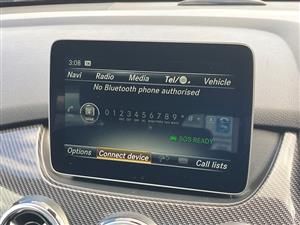 3:08
Navi Radio Media Tel/ Vehicle
No Bluetooth phone authorised
0 1 2 3 4 5 6 7 8 9 *
SOS READY
Options Connect device Call lists